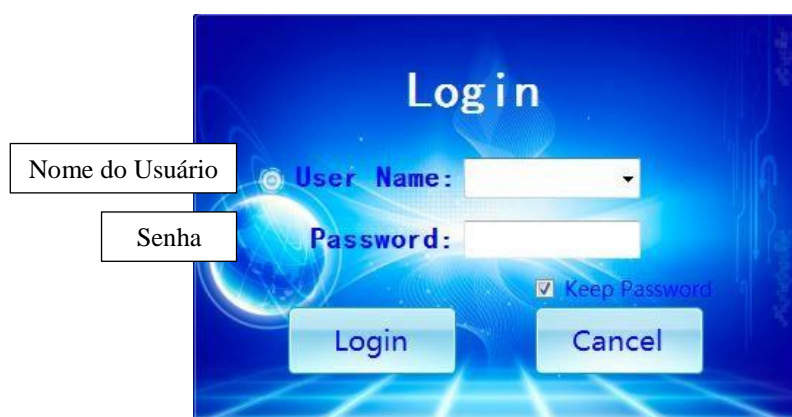 Login
Nome do Usuário
User Name:
Senha
Password:
Keep Password
Login
Cancel